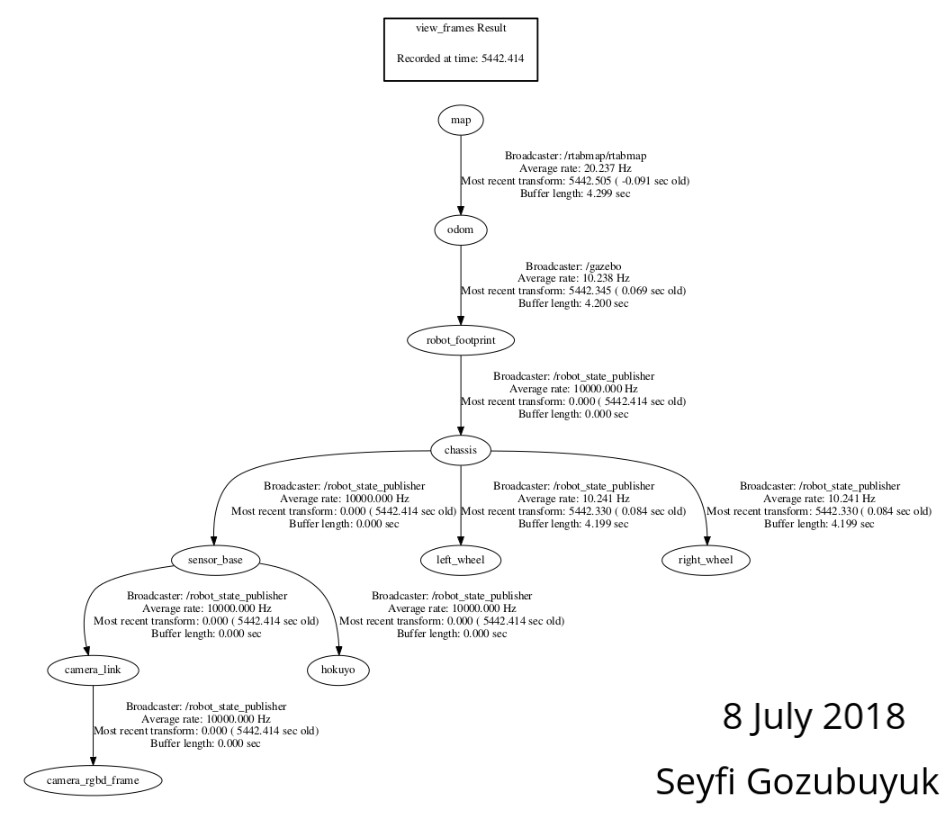 view_frames Result
Recorded at time: 5442.414
map
Broadcaster: /rtabmap/rtabmap
Average rate: 20.237 Hz
Most recent transform: 5442.505 ( -0.091 sec old)
Buffer length: 4.299 sec
odom
Broadcaster: /gazebo
Average rate: 10.238 Hz
Most recent transform: 5442.345 ( 0.069 sec old)
Buffer length: 4.200 sec
robot_footprint
Broadcaster: /robot_state_publisher
Average rate: 10000.000 Hz
Most recent transform: 0.000 ( 5442.414 sec old)
Buffer length: 0.000 sec
chassis
Broadcaster: /robot_state_publisher
Average rate: 10000.000 Hz
Most recent transform: 0.000 ( 5442.414 sec old)
Buffer length: 0.000 sec
Broadcaster: /robot_state_publisher
Average rate: 10.241 Hz
Most recent transform: 5442.330 ( 0.084 sec old)
Buffer length: 4.199 sec
Broadcaster: /robot_state_publisher
Average rate: 10.241 Hz
Most recent transform: 5442.330 ( 0.084 sec old)
Buffer length: 4.199 sec
sensor_base
left_wheel
right_wheel
Broadcaster: /robot_state_publisher
Average rate: 10000.000 Hz
Most recent transform: 0.000 ( 5442.414 sec old)
Buffer length: 0.000 sec
Broadcaster: /robot_state_publisher
Average rate: 10000.000 Hz
Most recent transform: 0.000 ( 5442.414 sec old)
Buffer length: 0.000 sec
camera_link
hokuyo
Broadcaster: /robot_state_publisher
Average rate: 10000.000 Hz
Most recent transform: 0.000 ( 5442.414 sec old)
Buffer length: 0.000 sec
camera_rgbd_frame
8 July 2018
Seyfi Gozubuyuk